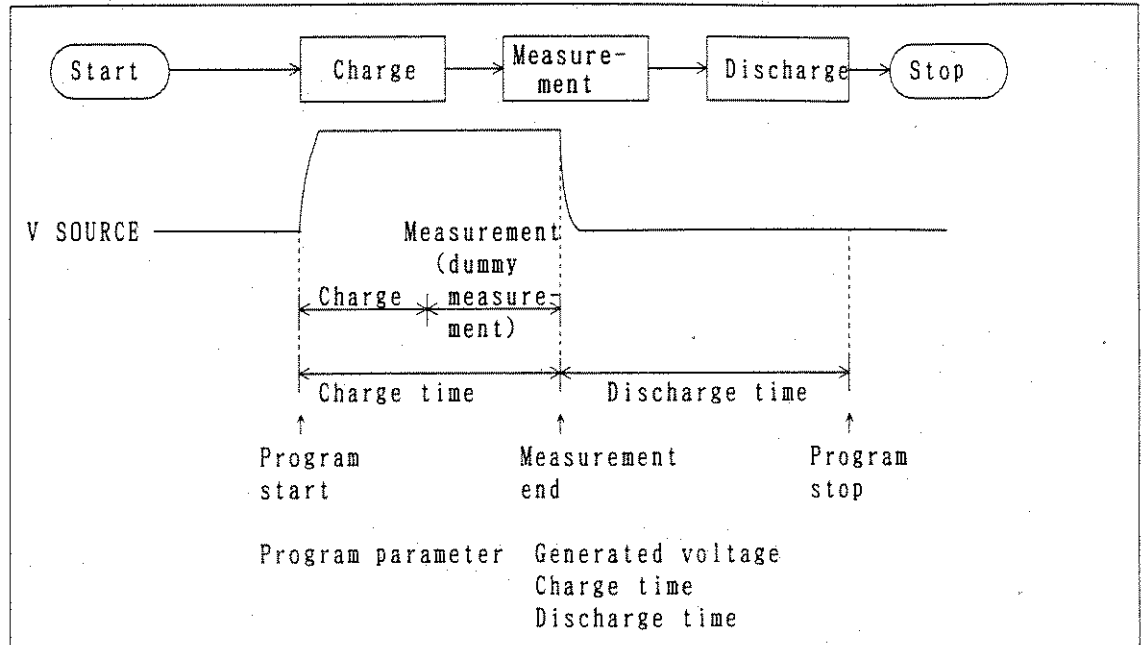 Start
Charge
Measure-
ment
Discharge
Stop
V SOURCE
Measurement
(dummy
Charge
measure-
ment)
Charge time
Discharge time
Program
start
Measurement
end
Program
stop
Program parameter Generated voltage
Charge time
Discharge time